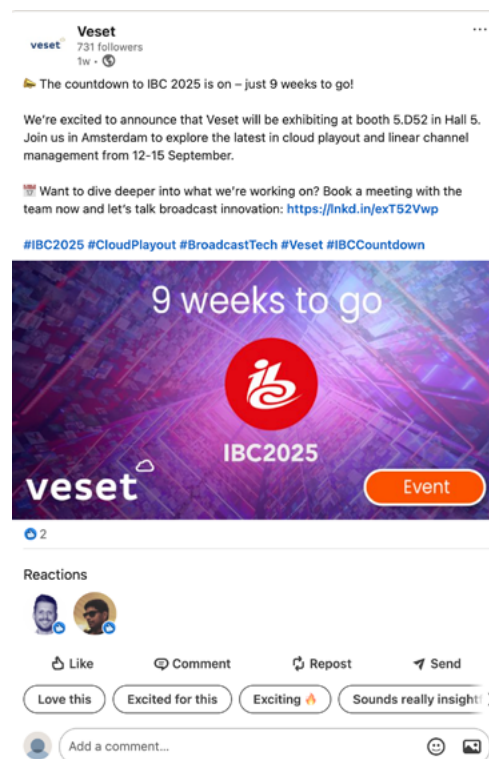 Veset
veset
731 followers
1w •
The countdown to IBC 2025 is on – just 9 weeks to go!
We're excited to announce that Veset will be exhibiting at booth 5.D52 in Hall 5.
Join us in Amsterdam to explore the latest in cloud playout and linear channel
management from 12-15 September.
Want to dive deeper into what we're working on? Book a meeting with the
team now and let's talk broadcast innovation: https://lnkd.in/exT52Vwp
#IBC2025 #CloudPlayout #BroadcastTech #Veset #IBCCountdown
9 weeks to go
IBC2025
veset
Event
2
Reactions
Like Comment Repost Send
Love this Excited for this Exciting 🔥 Sounds really insight
Add a comment...